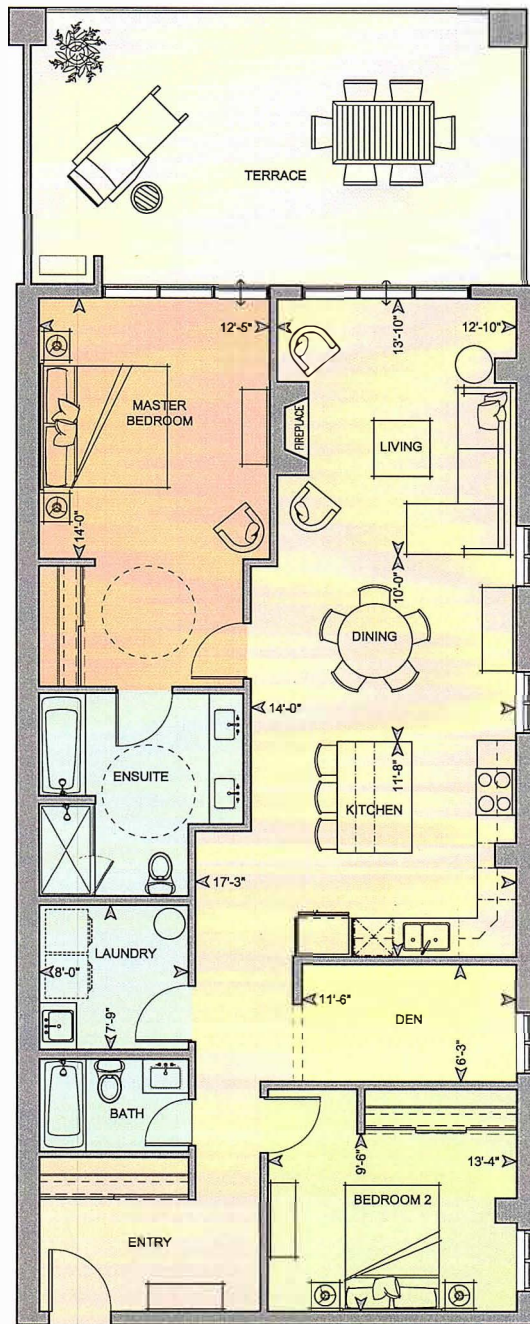 TERRACE
12'-5"
13'-10"
12'-10"
MASTER
BEDROOM
FIREPLACE
LIVING
14'-0"
10'-0"
DINING
14'-0"
ENSUITE
11'-8"
KITCHEN
17'-3"
LAUNDRY
8'-0"
7'-9"
11'-6"
DEN
6'-3"
BATH
9'-6"
13'-4"
BEDROOM 2
ENTRY